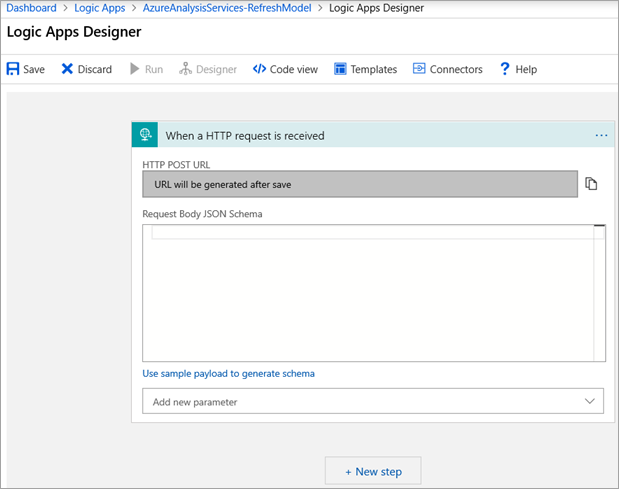 Dashboard > Logic Apps > AzureAnalysisServices-RefreshModel > Logic Apps Designer
Logic Apps Designer
Save Discard Run Designer Code view Templates Connectors Help
When a HTTP request is received
HTTP POST URL
URL will be generated after save
Request Body JSON Schema
Use sample payload to generate schema
Add new parameter
+ New step